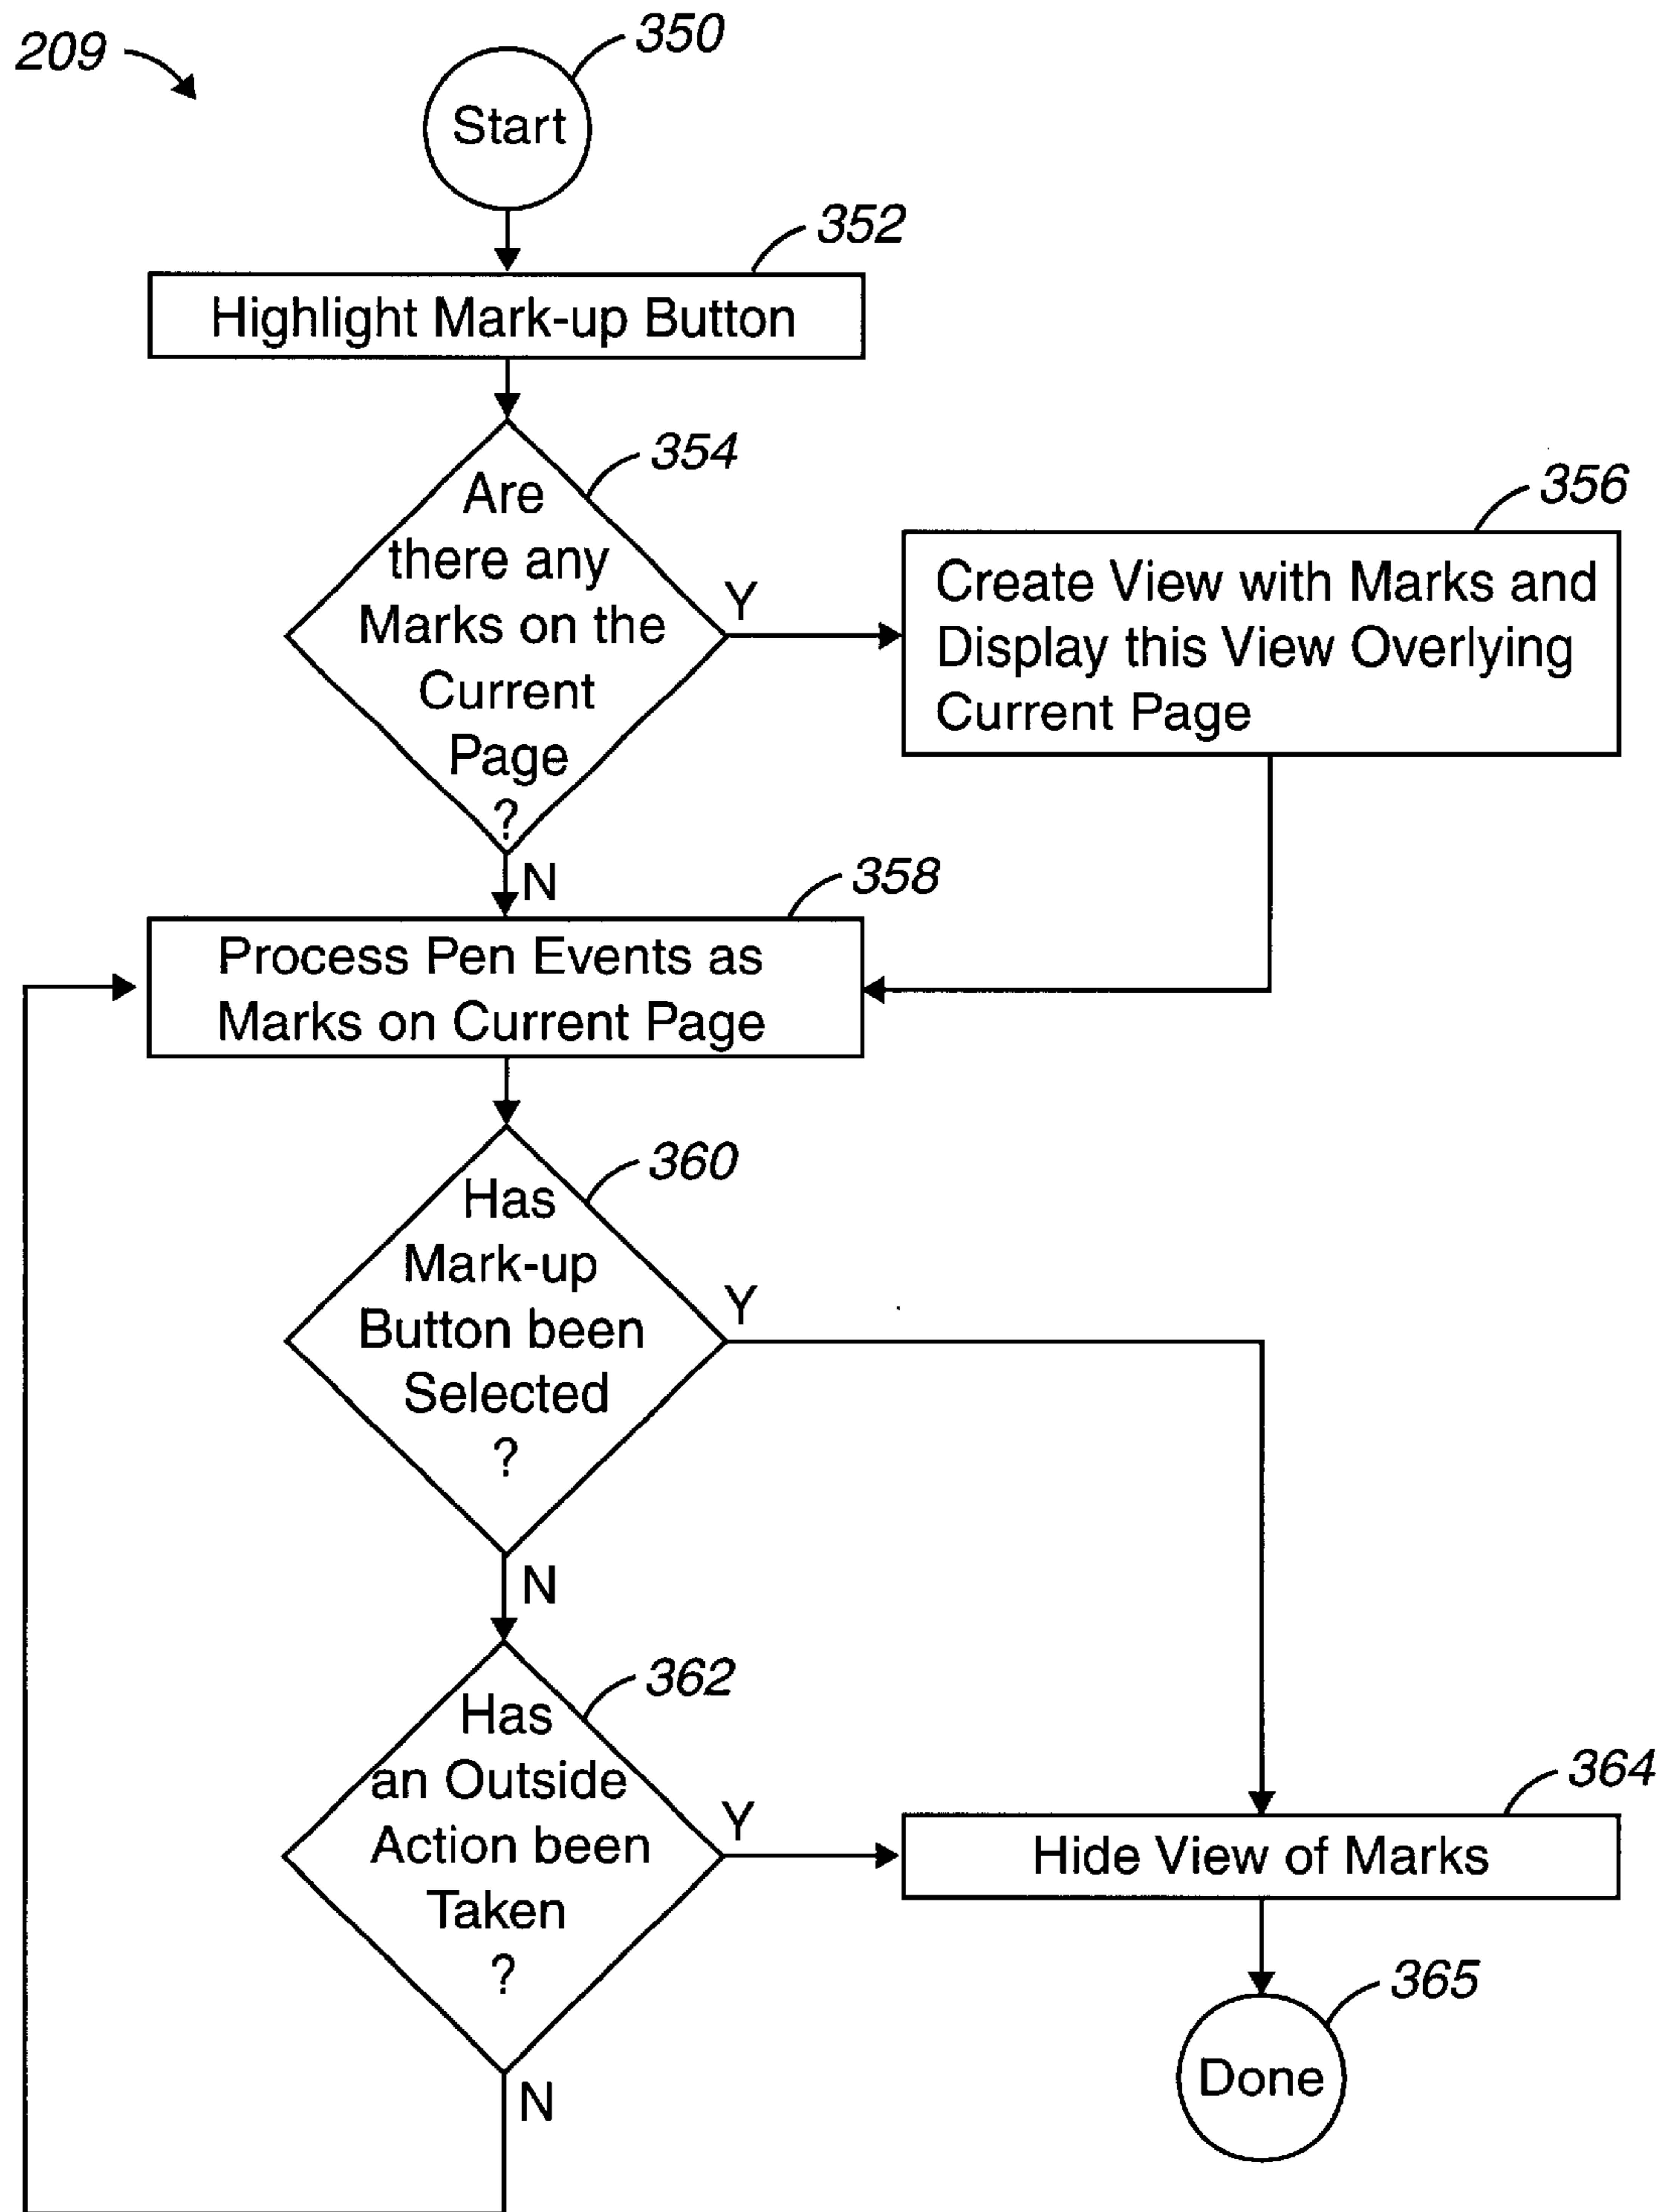 209
350
Start
352
Highlight Mark-up Button
354
Are
there any
Marks on the
Current
Page
?
Y
356
Create View with Marks and
Display this View Overlying
Current Page
N
358
Process Pen Events as
Marks on Current Page
360
Has
Mark-up
Button been
Selected
?
Y
N
362
Has
an Outside
Action been
Taken
?
Y
364
Hide View of Marks
365
Done
N